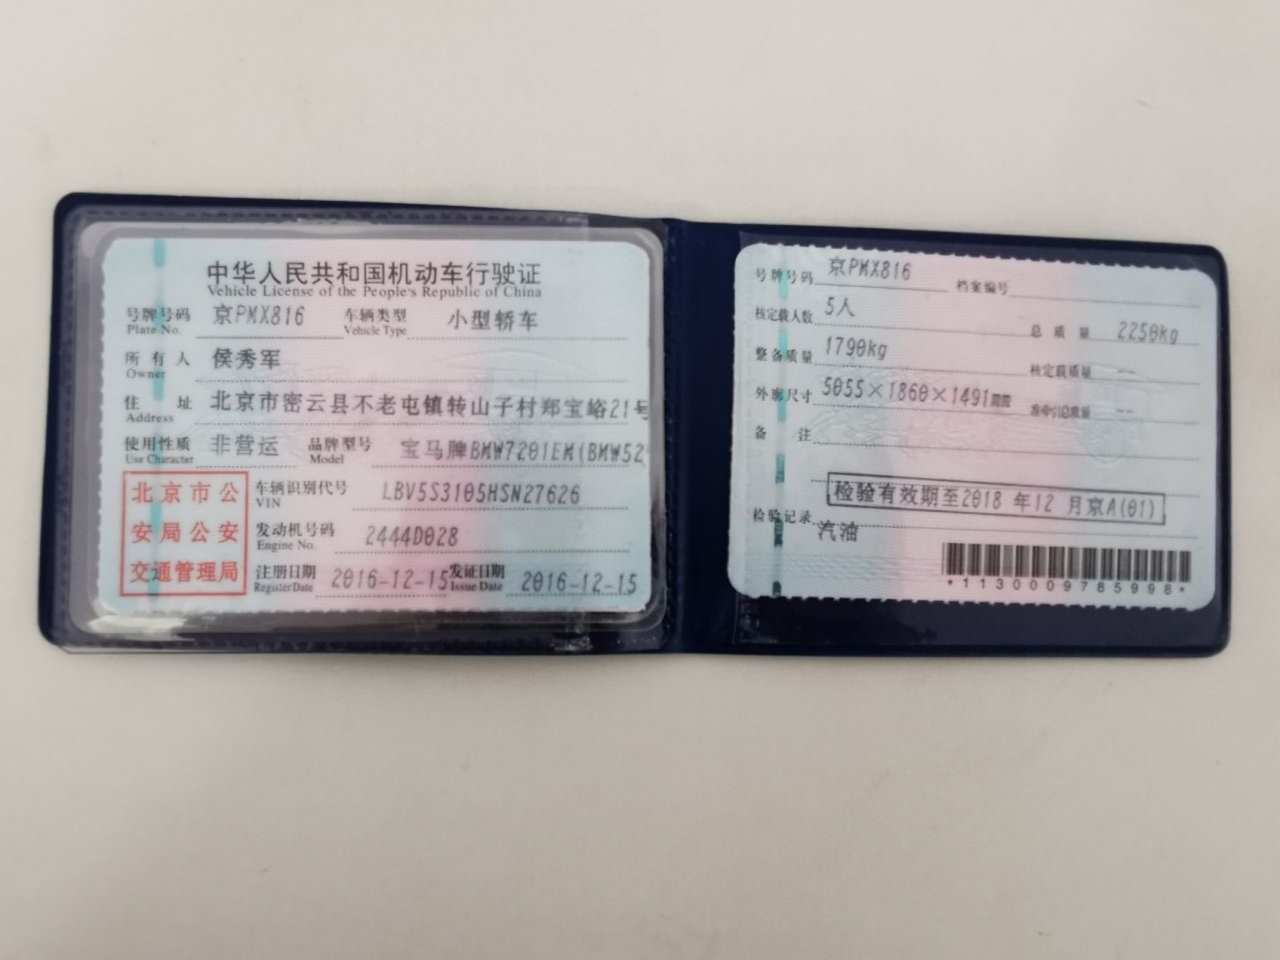 中华人民共和国机动车行驶证
Vehicle License of the People's Republic of China
号牌号码 京PMX816 车辆类型 小型轿车
Plate No. Vehicle Type
所有人 侯秀军
Owner
住址 北京市密云县不老屯镇转山子村郑宝峪21号
Address
使用性质 非营运 品牌型号 宝马牌BMW7201EM(BMW52
Use Character Model
北京市公
安局公安
交通管理局
车辆识别代号 LBV5S3105HSN27626
VIN
发动机号码 2444D028
Engine No.
注册日期 2016-12-15 发证日期 2016-12-15
Register Date Issue Date
号牌号码 京PMX816 档案编号
核定载人数 5人 总质量 2250kg
整备质量 1790kg 核定载质量 --
外廓尺寸 5055×1860×1491mm 准牵引总质量 --
备注
检验有效期至2018 年12 月京A(01)
检验记录
汽油
*1130009785998*